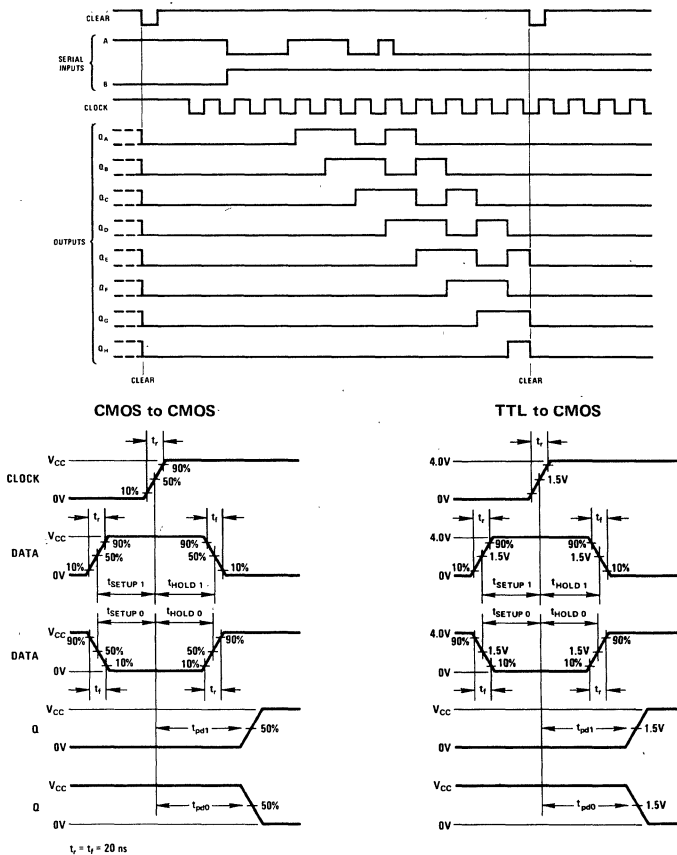 CLEAR
SERIAL
INPUTS
A
B
CLOCK
OUTPUTS
QA
QB
QC
QD
QE
QF
QG
QH
CLEAR
CLEAR
CMOS to CMOS
tr
VCC
90%
50%
CLOCK
10%
0V
tr
tf
VCC
90%
90%
DATA
50%
50%
10%
10%
0V
tSETUP 1
tHOLD 1
tSETUP 0
tHOLD 0
VCC
90%
90%
DATA
50%
50%
10%
10%
0V
tf
tr
VCC
Q
tpd1
50%
0V
VCC
Q
tpd0
50%
0V
tr = tf = 20 ns
TTL to CMOS
tr
4.0V
90%
1.5V
10%
0V
tr
tf
4.0V
90%
90%
1.5V
1.5V
10%
10%
0V
tSETUP 1
tHOLD 1
tSETUP 0
tHOLD 0
4.0V
90%
90%
1.5V
1.5V
10%
10%
0V
tf
tr
VCC
tpd1
1.5V
0V
VCC
tpd0
1.5V
0V